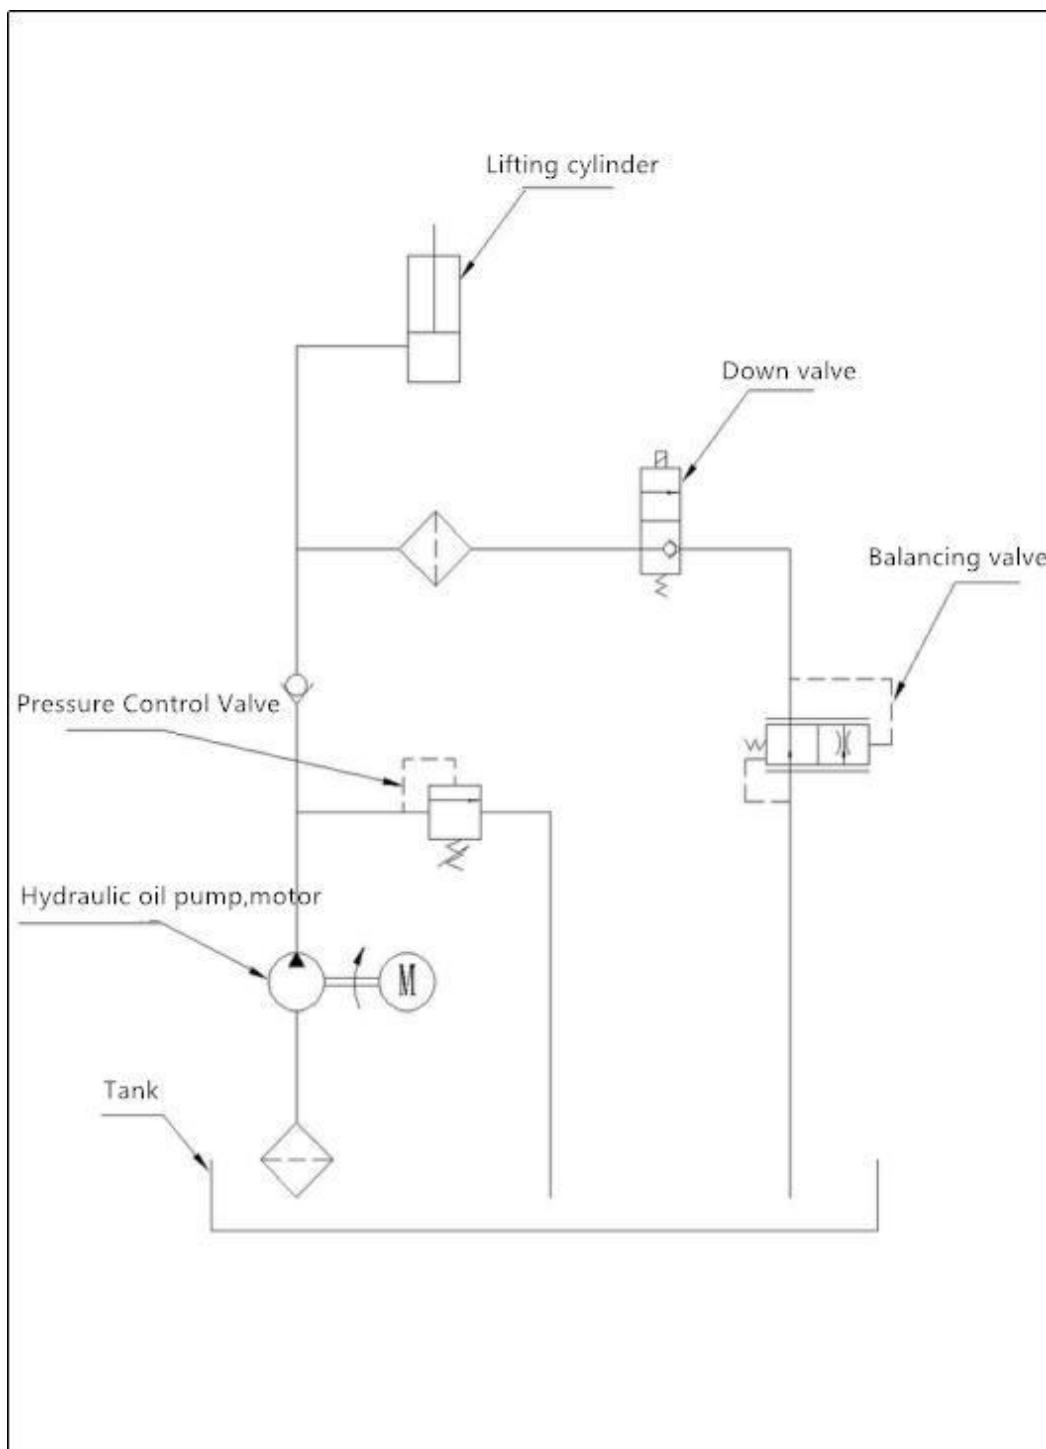 Lifting cylinder
Down valve
Balancing valve
Pressure Control Valve
Hydraulic oil pump,motor
M
Tank